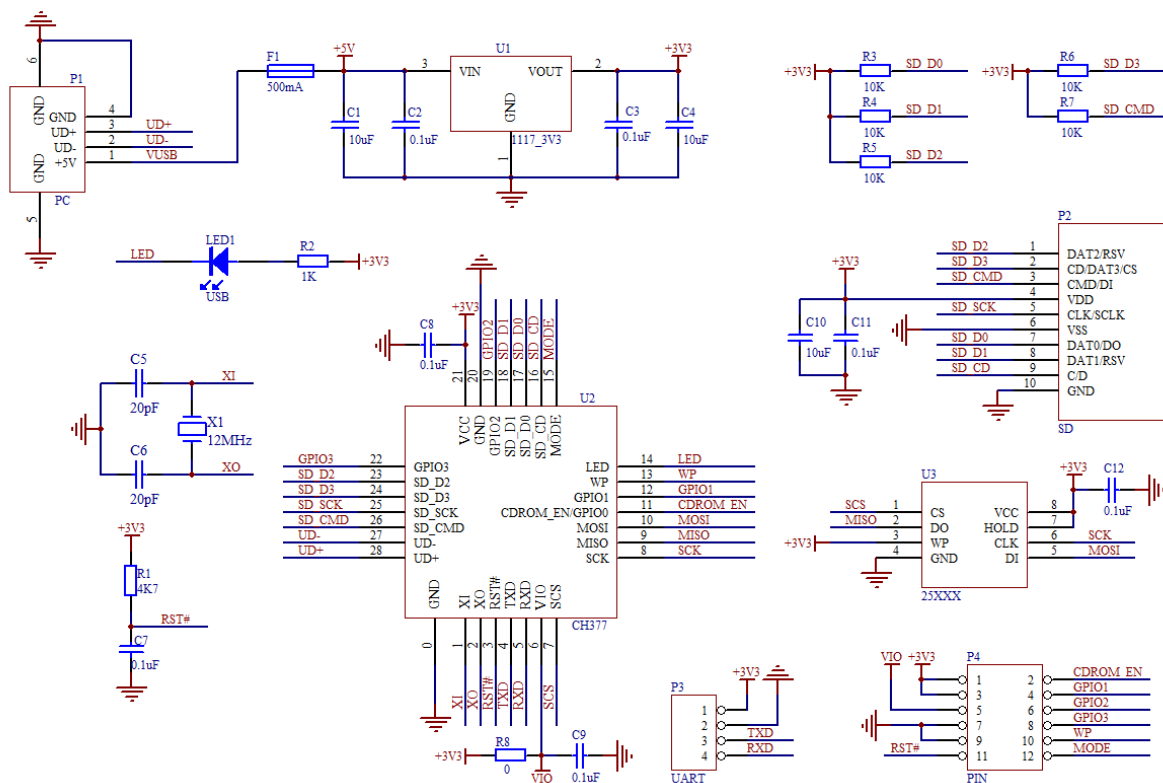 6
P1
GND
GND
UD+
UD-
+5V
GND
4
3
2
1
UD+
UD-
VUSB
5
PC
F1
500mA
+5V
C1
10uF
C2
0.1uF
U1
3
VIN
VOUT
2
GND
1
1117_3V3
C3
0.1uF
+3V3
C4
10uF
+3V3
R3
SD_D0
10K
R4
SD_D1
10K
R5
SD_D2
10K
+3V3
R6
SD_D3
10K
R7
SD_CMD
10K
LED
LED1
USB
R2
1K
+3V3
P2
SD_D2
1
DAT2/RSV
SD_D3
2
CD/DAT3/CS
SD_CMD
3
CMD/DI
4
VDD
SD_SCK
5
CLK/SCLK
6
VSS
SD_D0
7
DAT0/DO
SD_D1
8
DAT1/RSV
SD_CD
9
C/D
10
GND
SD
+3V3
C10
10uF
C11
0.1uF
C5
20pF
XI
X1
12MHz
C6
20pF
XO
+3V3
R1
4K7
RST#
C7
0.1uF
+3V3
C8
0.1uF
GPIO2
SD_D1
SD_D0
SD_CD
MODE
21
20
19
18
17
16
15
U2
VCC
GND
GPIO2
SD_D1
SD_D0
SD_CD
MODE
GPIO3
22
GPIO3
SD_D2
23
SD_D2
SD_D3
24
SD_D3
SD_SCK
25
SD_SCK
SD_CMD
26
SD_CMD
UD-
27
UD-
UD+
28
UD+
LED
14
LED
WP
13
WP
GPIO1
12
GPIO1
CDROM_EN/GPIO0
11
CDROM_EN
MOSI
10
MOSI
MISO
9
MISO
SCK
8
SCK
GND
XI
XO
RST#
TXD
RXD
VIO
SCS
CH377
0
1
2
3
4
5
6
7
XI
XO
RST#
TXD
RXD
SCS
+3V3
R8
0
VIO
C9
0.1uF
U3
SCS
1
CS
MISO
2
DO
+3V3
3
WP
4
GND
VCC
8
HOLD
7
CLK
6
SCK
DI
5
MOSI
25XXX
+3V3
C12
0.1uF
P3
+3V3
1
2
3
TXD
4
RXD
UART
VIO
+3V3
P4
1
2
CDROM_EN
3
4
GPIO1
5
6
GPIO2
7
8
GPIO3
9
10
WP
RST#
11
12
MODE
PIN